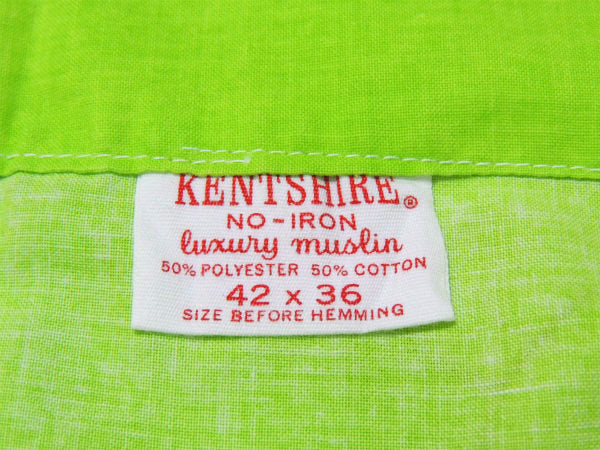 KENTSHIRE®
NO-IRON
luxury muslin
50% POLYESTER 50% COTTON
42 x 36
SIZE BEFORE HEMMING